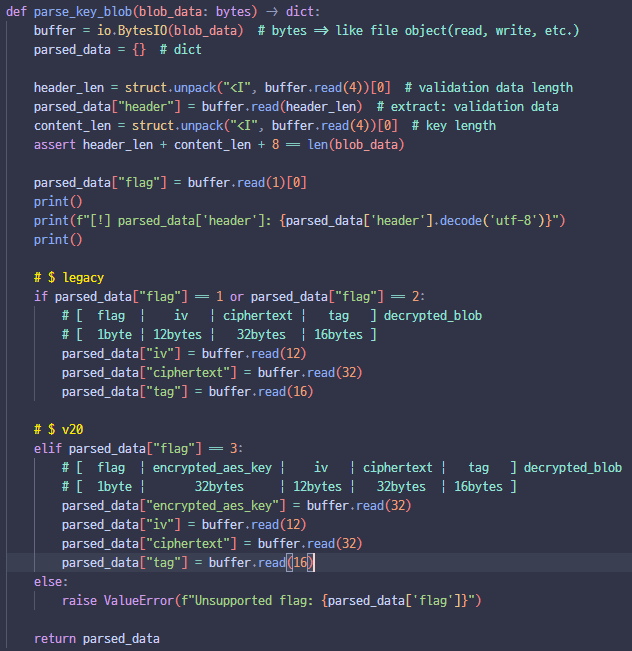 def parse_key_blob(blob_data: bytes) -> dict:
    buffer = io.BytesIO(blob_data)  # bytes => like file object(read, write, etc.)
    parsed_data = {}  # dict

    header_len = struct.unpack("<I", buffer.read(4))[0]  # validation data length
    parsed_data["header"] = buffer.read(header_len)  # extract: validation data
    content_len = struct.unpack("<I", buffer.read(4))[0]  # key length
    assert header_len + content_len + 8 == len(blob_data)

    parsed_data["flag"] = buffer.read(1)[0]
    print()
    print(f"[!] parsed_data['header']: {parsed_data['header'].decode('utf-8')}")
    print()

    # $ legacy
    if parsed_data["flag"] == 1 or parsed_data["flag"] == 2:
        # [  flag  ¦    iv   ¦ ciphertext ¦   tag   ] decrypted_blob
        # [  1byte ¦ 12bytes ¦   32bytes  ¦ 16bytes ]
        parsed_data["iv"] = buffer.read(12)
        parsed_data["ciphertext"] = buffer.read(32)
        parsed_data["tag"] = buffer.read(16)

    # $ v20
    elif parsed_data["flag"] == 3:
        # [  flag  ¦ encrypted_aes_key ¦    iv   ¦ ciphertext ¦   tag   ] decrypted_blob
        # [  1byte ¦       32bytes     ¦ 12bytes ¦   32bytes  ¦ 16bytes ]
        parsed_data["encrypted_aes_key"] = buffer.read(32)
        parsed_data["iv"] = buffer.read(12)
        parsed_data["ciphertext"] = buffer.read(32)
        parsed_data["tag"] = buffer.read(16)
    else:
        raise ValueError(f"Unsupported flag: {parsed_data['flag']}")

    return parsed_data